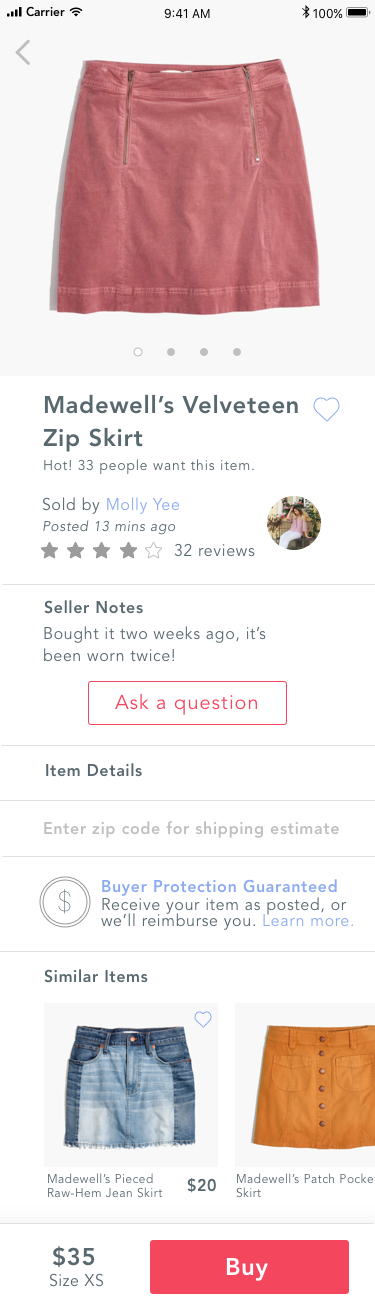 Carrier 9:41 AM 100%
Madewell’s Velveteen
Zip Skirt
Hot! 33 people want this item.
Sold by Molly Yee
Posted 13 mins ago
32 reviews
Seller Notes
Bought it two weeks ago, it’s
been worn twice!
Ask a question
Item Details
Enter zip code for shipping estimate
$
Buyer Protection Guaranteed
Receive your item as posted, or
we’ll reimburse you. Learn more.
Similar Items
Madewell’s Pieced
Raw-Hem Jean Skirt
$20
Madewell’s Patch Pocke
Skirt
$35
Size XS
Buy